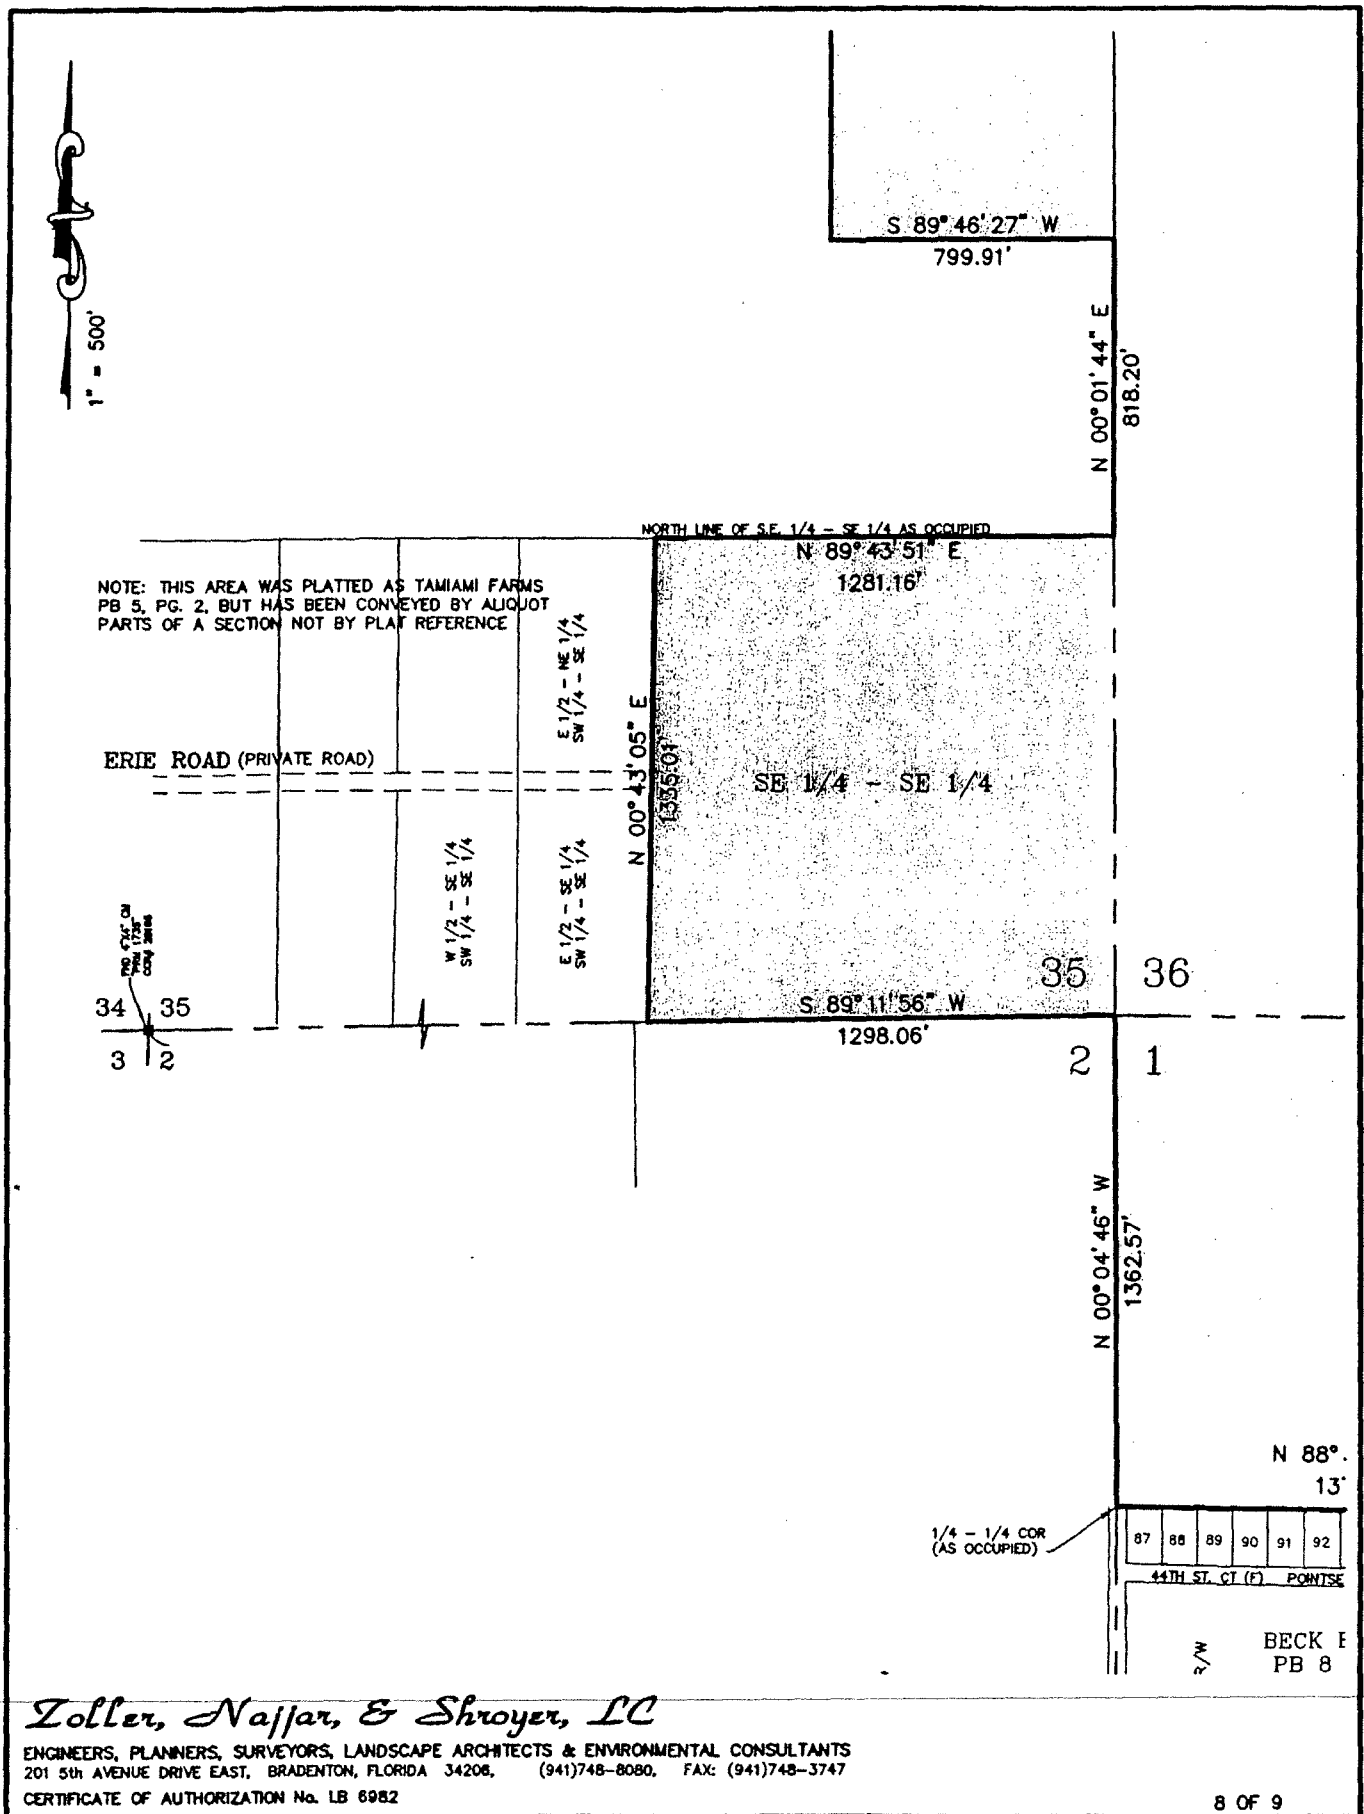 1" = 500'
S 89° 46' 27" W
799.91'
N 00° 01' 44" E
818.20'
NORTH LINE OF S.E. 1/4 - SE 1/4 AS OCCUPIED
N 89° 43' 51" E
1281.16'
NOTE: THIS AREA WAS PLATTED AS TAMIAMI FARMS
PB 5, PG. 2, BUT HAS BEEN CONVEYED BY ALIQUOT
PARTS OF A SECTION NOT BY PLAT REFERENCE
E 1/2 - NE 1/4
SW 1/4 - SE 1/4
ERIE ROAD (PRIVATE ROAD)
N 00° 43' 05" E
SE 1/4 - SE 1/4
W 1/2 - SE 1/4
SW 1/4 - SE 1/4
E 1/2 - SE 1/4
SW 1/4 - SE 1/4
34 35
3 2
35 36
S 89° 11' 56" W
1298.06'
2 1
N 00° 04' 46" W
1362.57'
N 88°
13
1/4 - 1/4 COR
(AS OCCUPIED)
87 88 89 90 91 92
44TH ST. CT (F) POINTSE
R/W
BECK
PB 8
Zoller, Najjar, & Shroyer, LC
ENGINEERS, PLANNERS, SURVEYORS, LANDSCAPE ARCHITECTS & ENVIRONMENTAL CONSULTANTS
201 5th AVENUE DRIVE EAST, BRADENTON, FLORIDA 34208, (941)748-8080, FAX: (941)748-3747
CERTIFICATE OF AUTHORIZATION No. LB 6982
8 OF 9